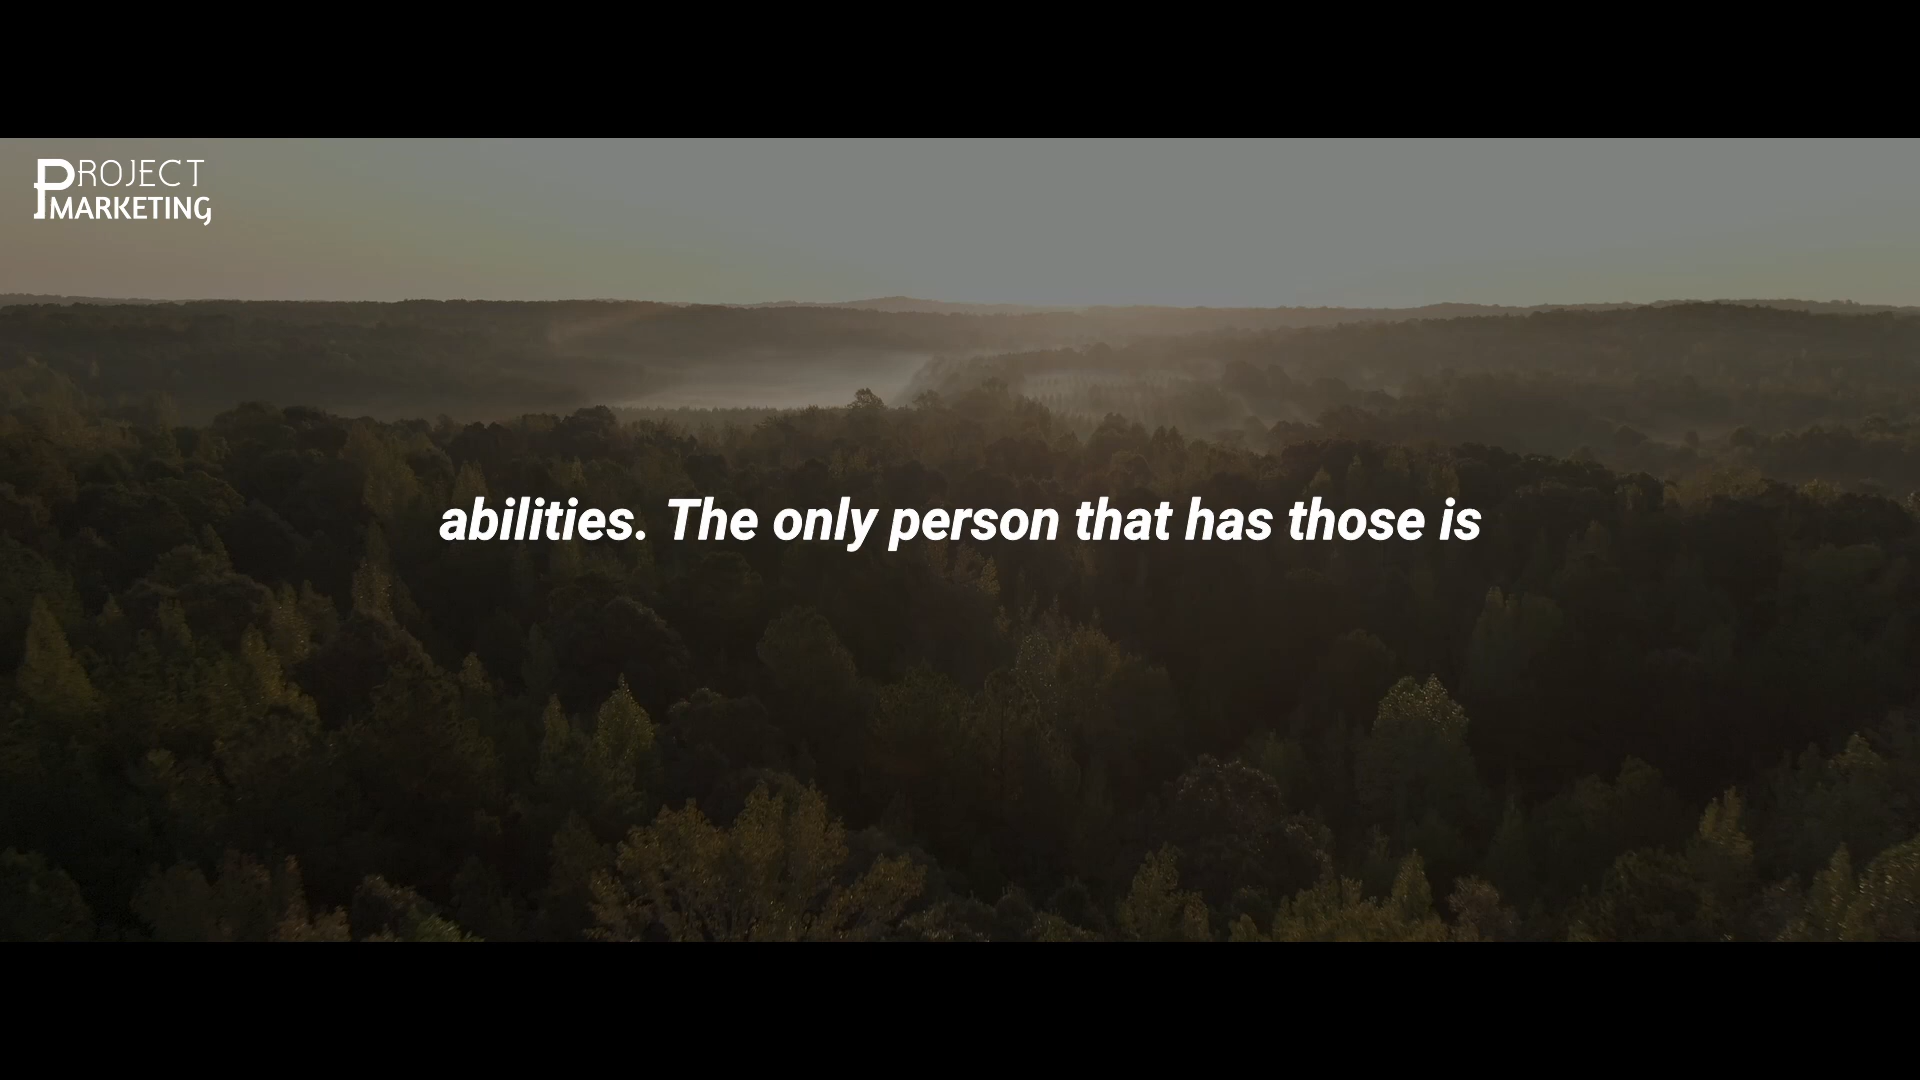 PROJECT
MARKETING
abilities. The only person that has those is